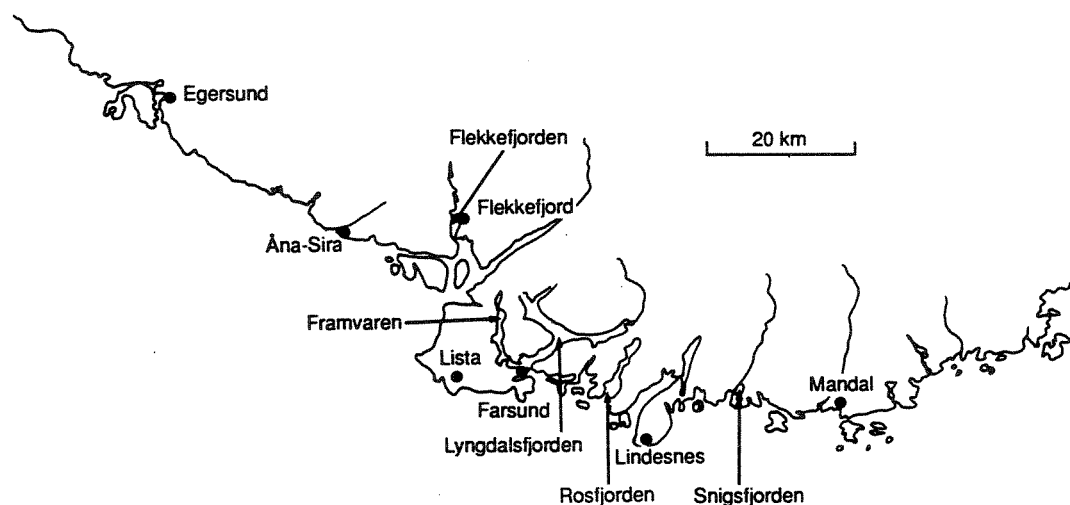 Egersund
Flekkefjorden
20 km
Flekkefjord
Åna-Sira
Framvaren
Lista
Mandal
Farsund
Lyngdalsfjorden
Lindesnes
Rosfjorden
Snigsfjorden